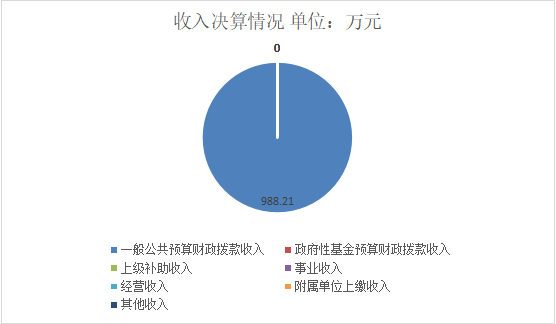 收入决算情况 单位：万元
0
988.21
一般公共预算财政拨款收入 政府性基金预算财政拨款收入
上级补助收入 事业收入
经营收入 附属单位上缴收入
其他收入